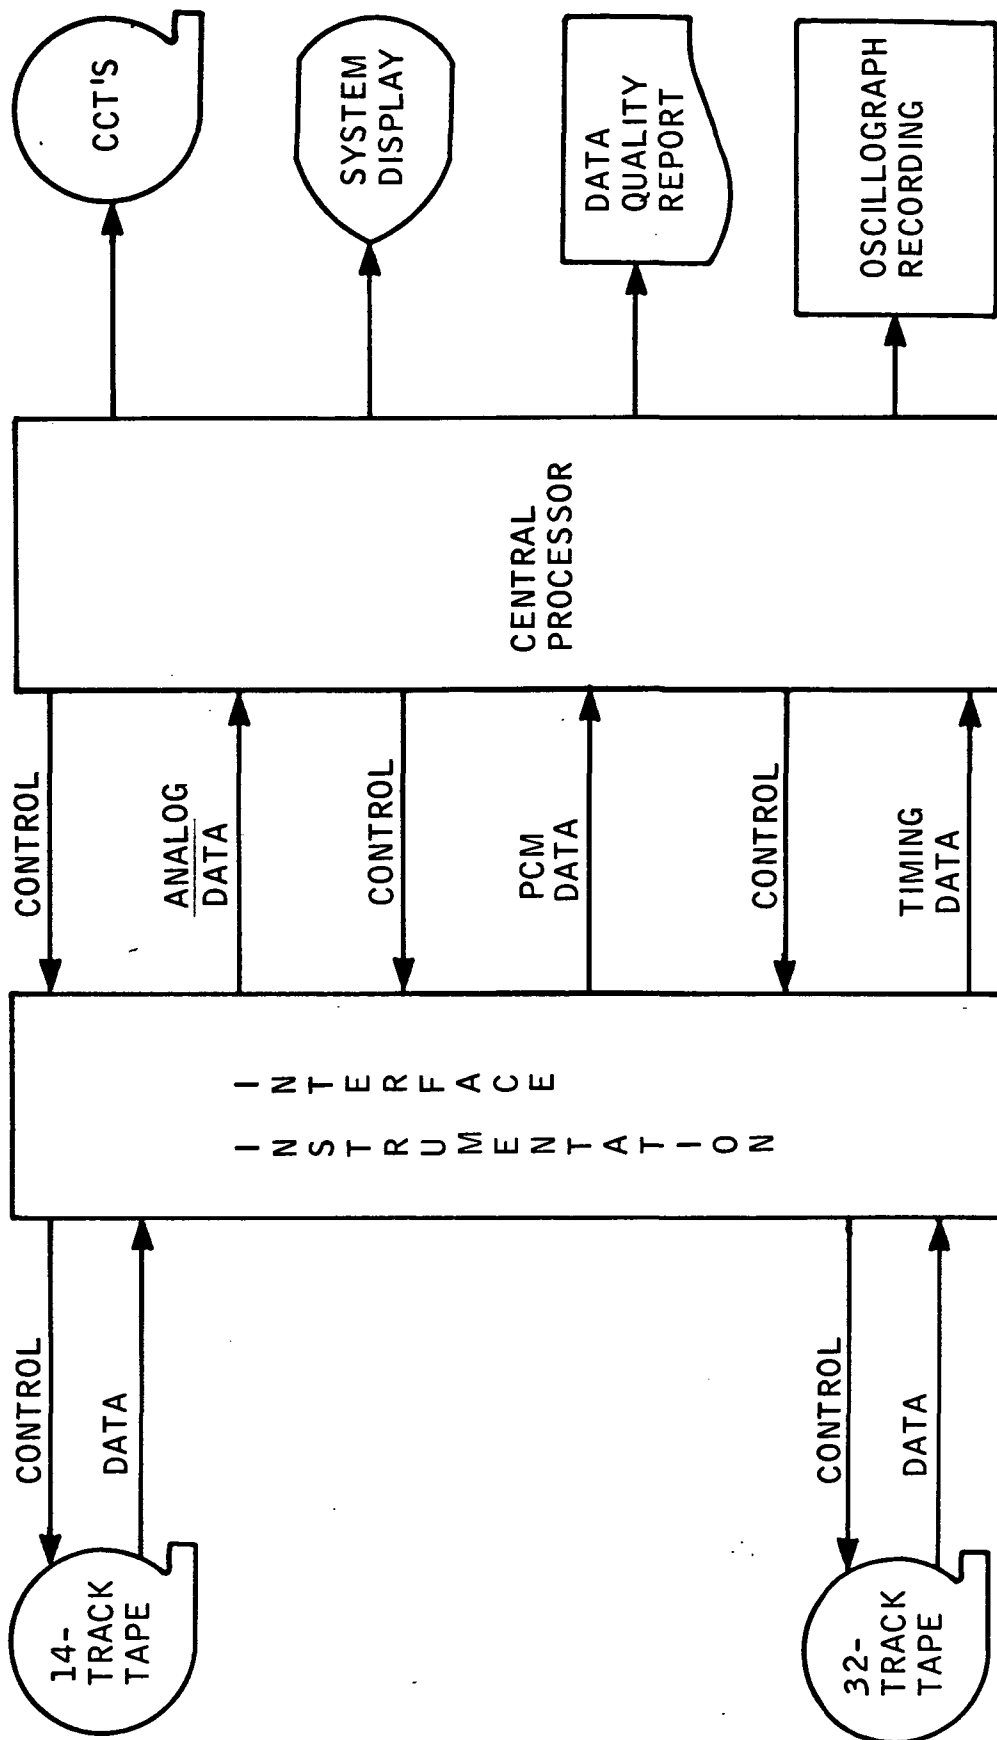 14-
TRACK
TAPE
CONTROL
DATA
32-
TRACK
TAPE
CONTROL
DATA
INTERFACE
INSTRUMENTATION
CONTROL
ANALOG
DATA
CONTROL
PCM
DATA
CONTROL
TIMING
DATA
CENTRAL
PROCESSOR
CCT'S
SYSTEM
DISPLAY
DATA
QUALITY
REPORT
OSCILLOGRAPH
RECORDING